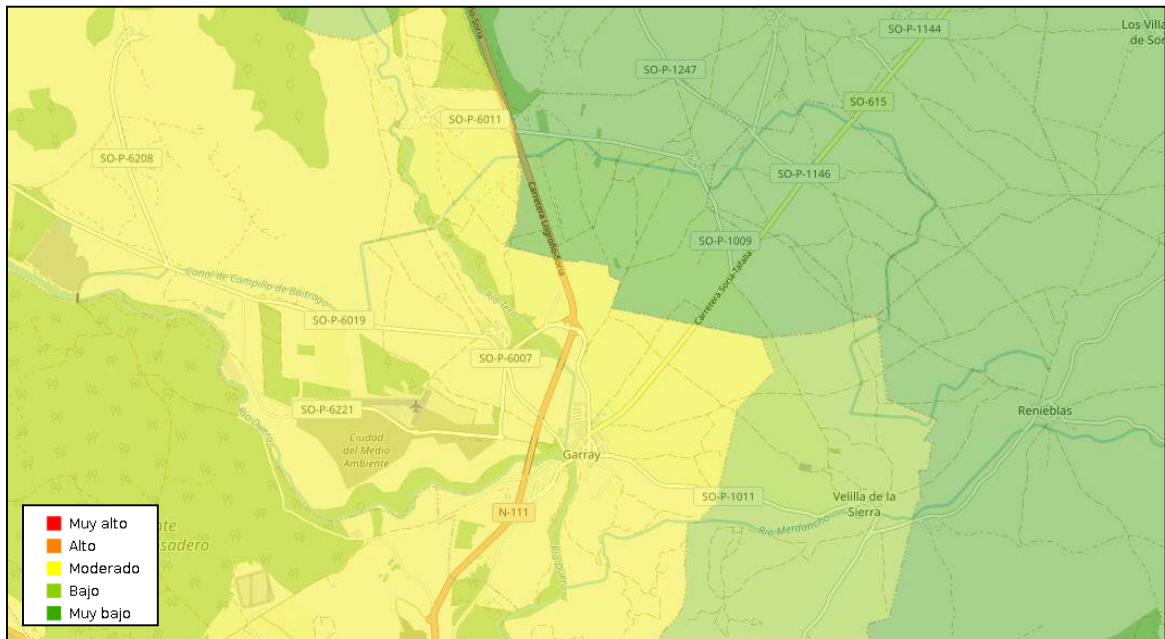 SO-P-1144
Los Villa
de Sor
SO-P-1247
SO-615
SO-P-6011
SO-P-6208
SO-P-1146
Carretera Logroño-Soria
SO-P-1009
Carretera Soria-Tafalla
Canal de Campillo de Buitrago
Río Tera
SO-P-6019
SO-P-6007
SO-P-6221
Río Duero
Ciudad
del Medio
Ambiente
Garray
Renieblas
SO-P-1011
Velilla de la
Sierra
N-111
Río Merdancho
Río Duero
Muy alto
Alto
Moderado
Bajo
Muy bajo